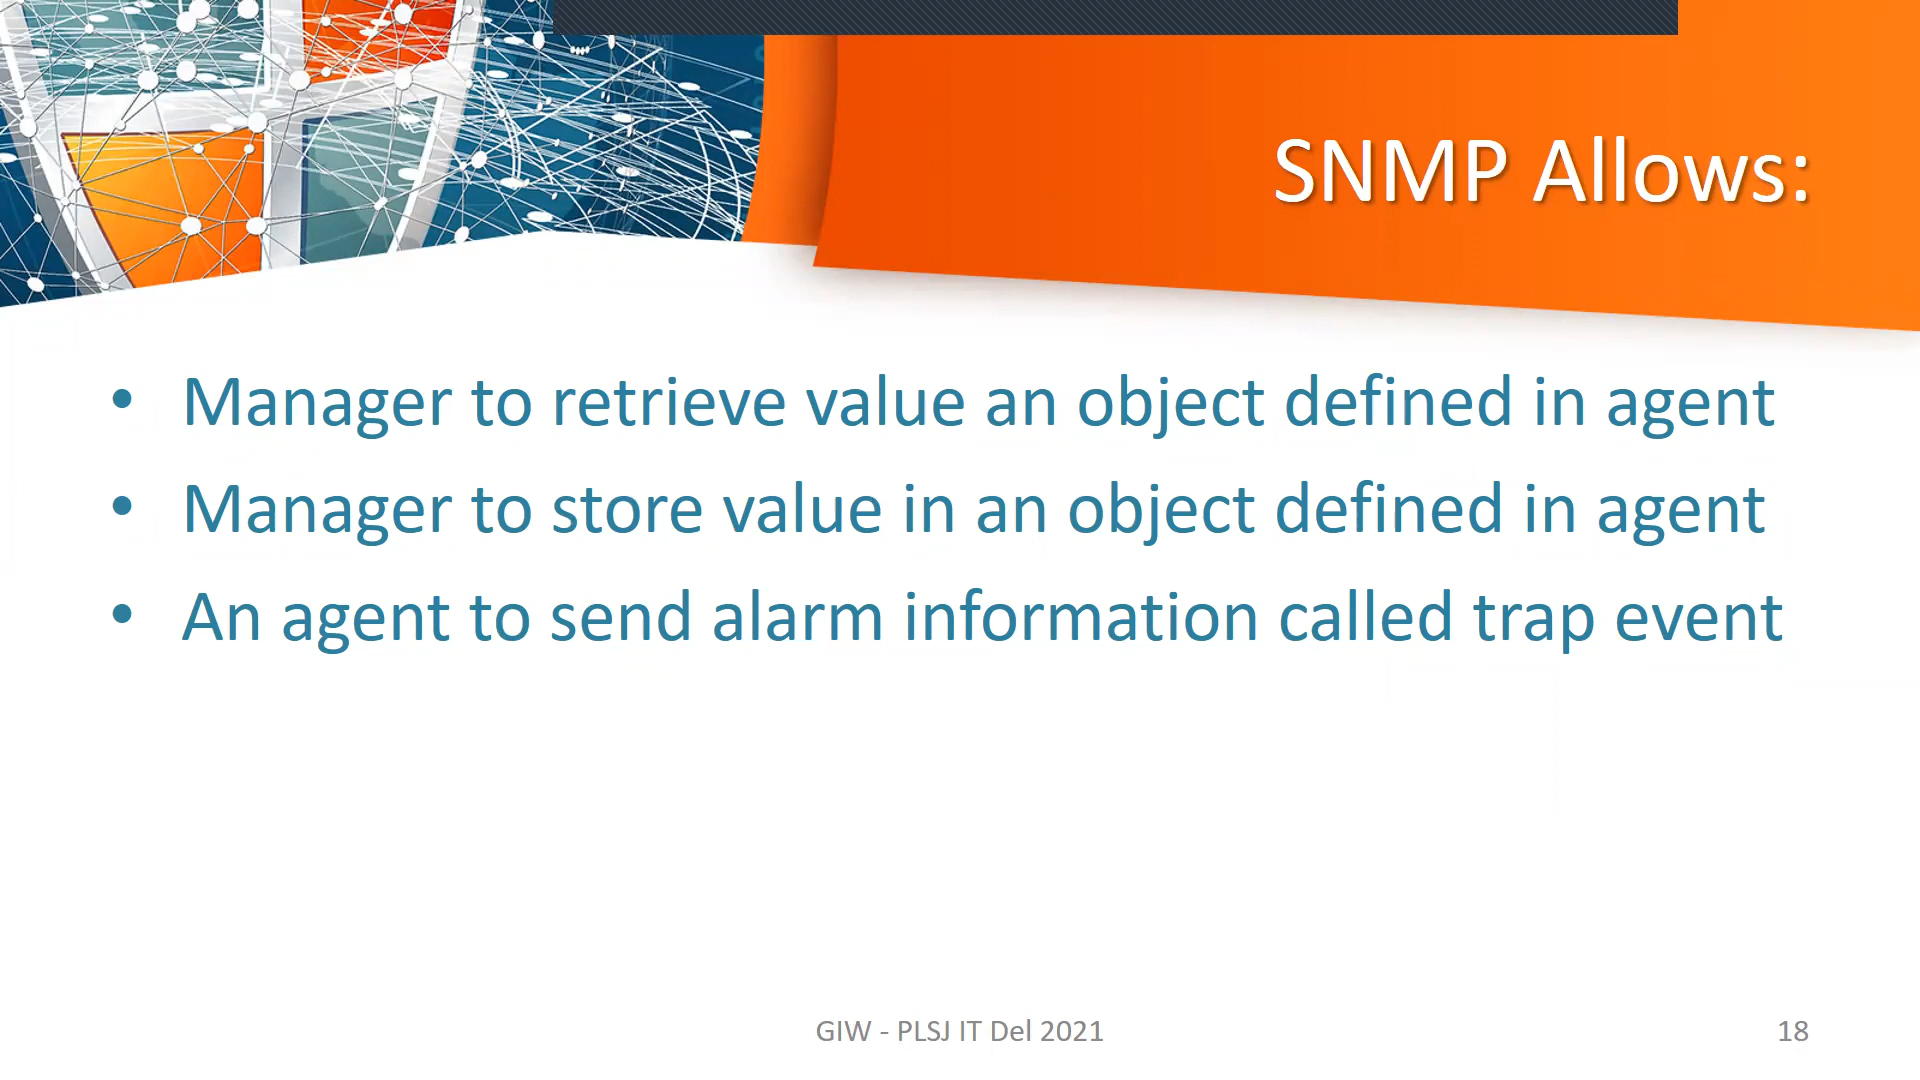 SNMP Allows:
• Manager to retrieve value an object defined in agent
• Manager to store value in an object defined in agent
• An agent to send alarm information called trap event
GIW - PLSJ IT Del 2021
18